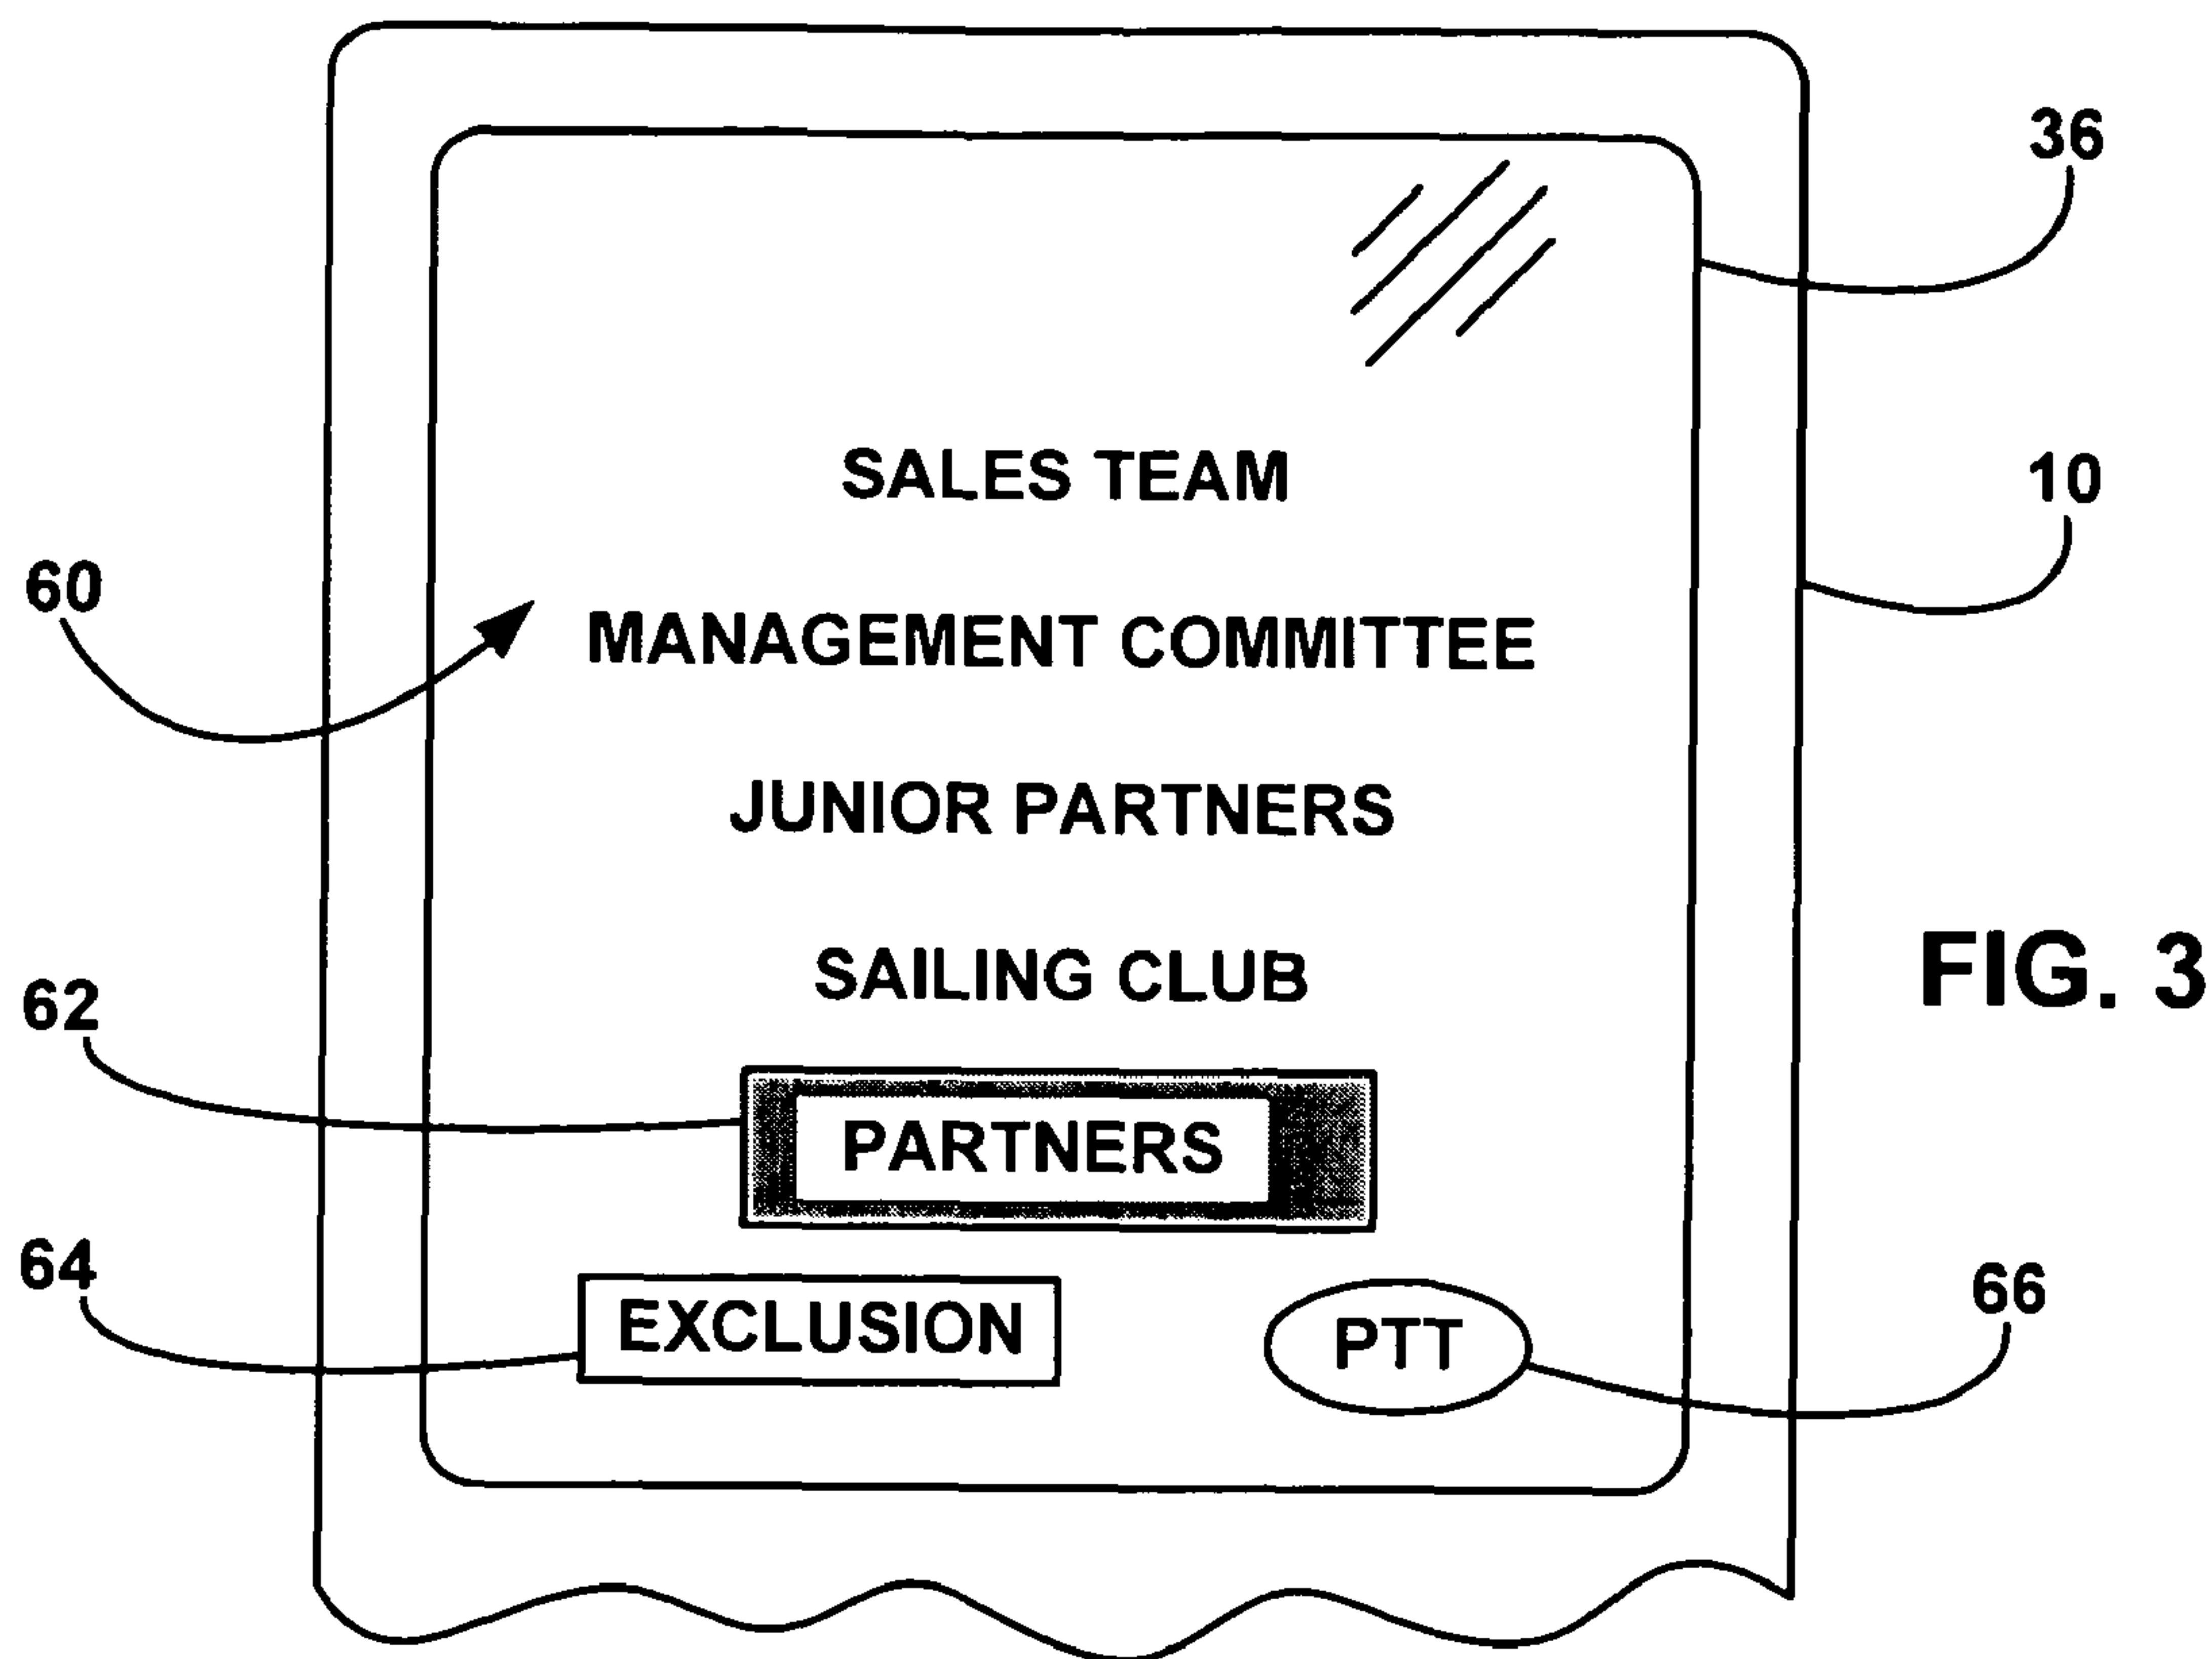 36
SALES TEAM
10
60
MANAGEMENT COMMITTEE
JUNIOR PARTNERS
FIG. 3
SAILING CLUB
62
PARTNERS
64
EXCLUSION
PTT
66